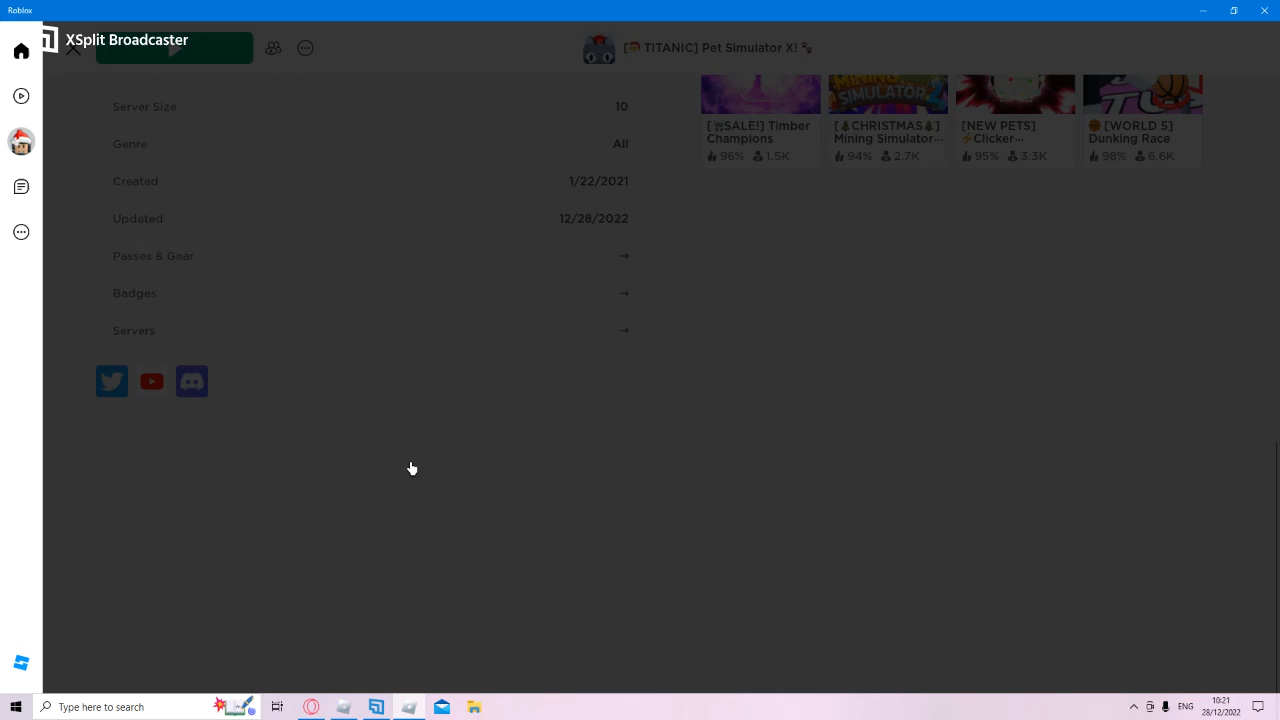 Roblox
XSplit Broadcaster
[🎅 TITANIC] Pet Simulator X! 🐾
Server Size 10
Genre All
Created 1/22/2021
Updated 12/28/2022
Passes & Gear →
Badges →
Servers →
MINING
SIMULATOR
[🛒SALE!] Timber
Champions
96% 1.5K
[🎄CHRISTMAS🎄]
Mining Simulator...
94% 2.7K
[NEW PETS]
⚡Clicker...
95% 3.3K
🏀 [WORLD 5]
Dunking Race
98% 6.6K
Type here to search
ENG
10:21
28/12/2022